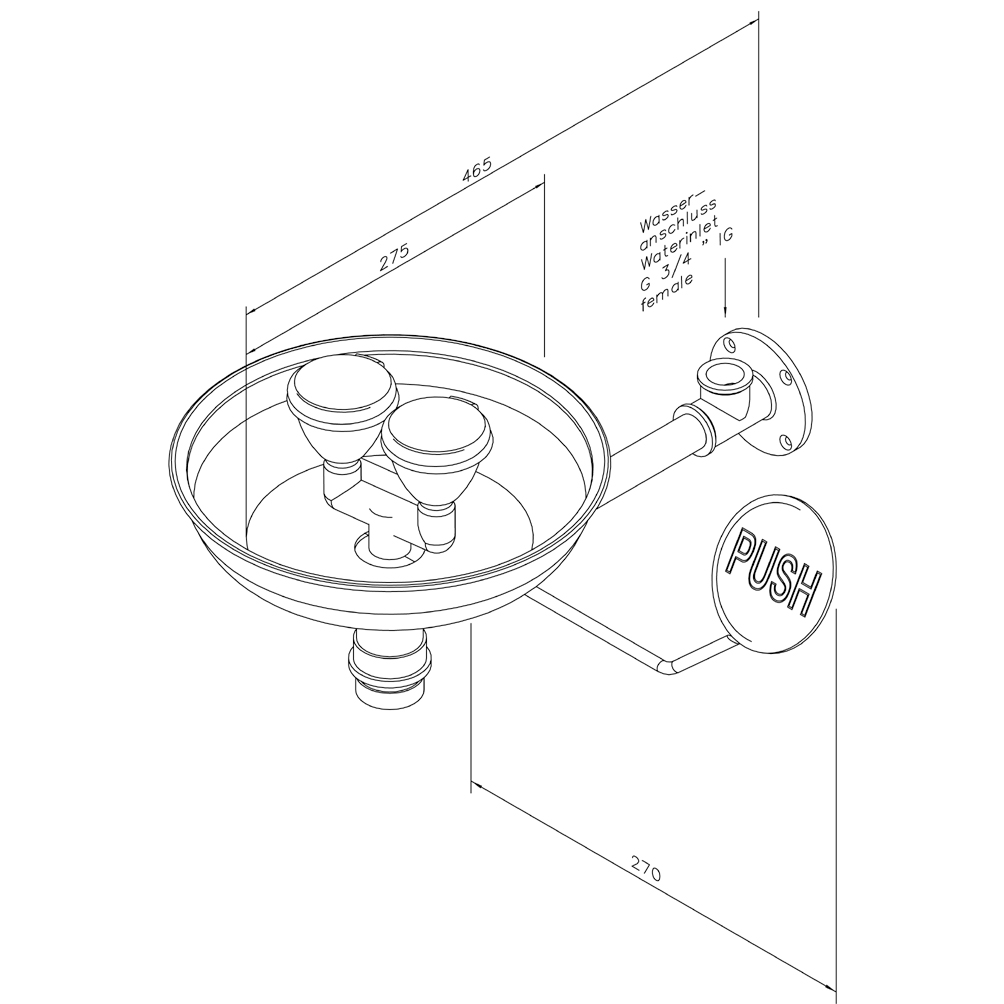 465
275
Wasser-
anschluss
Waterinlet
G 3/4 " IG
female
PUSH
270